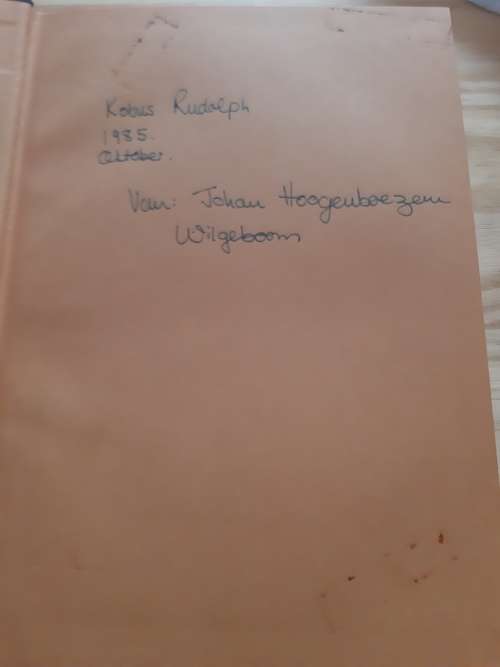 Kobus Rudolph
1985.
Oktober.
Van: Johan Hoogenboezem
Wilgeboom